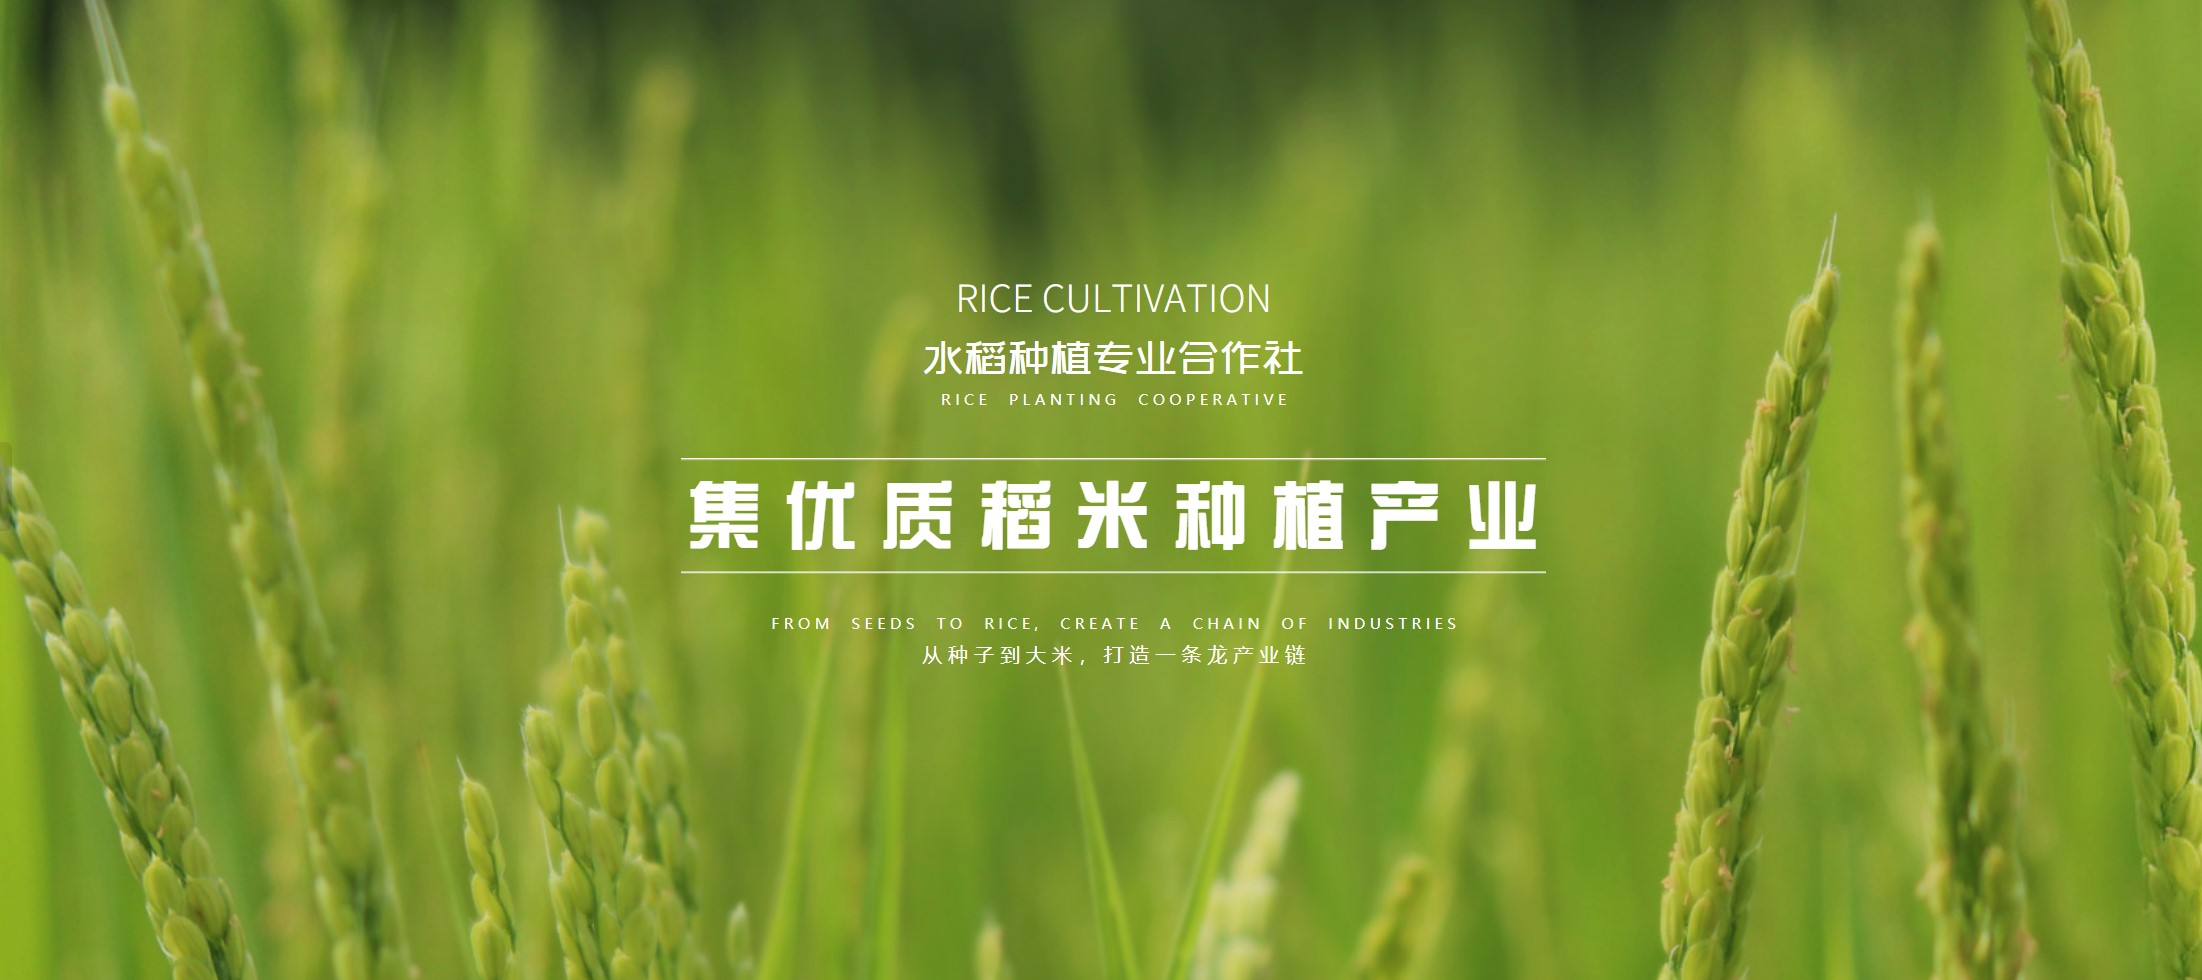 RICE CULTIVATION
水稻种植专业合作社
RICE PLANTING COOPERATIVE
集优质稻米种植产业
FROM SEEDS TO RICE, CREATE A CHAIN OF INDUSTRIES
从种子到大米，打造一条龙产业链